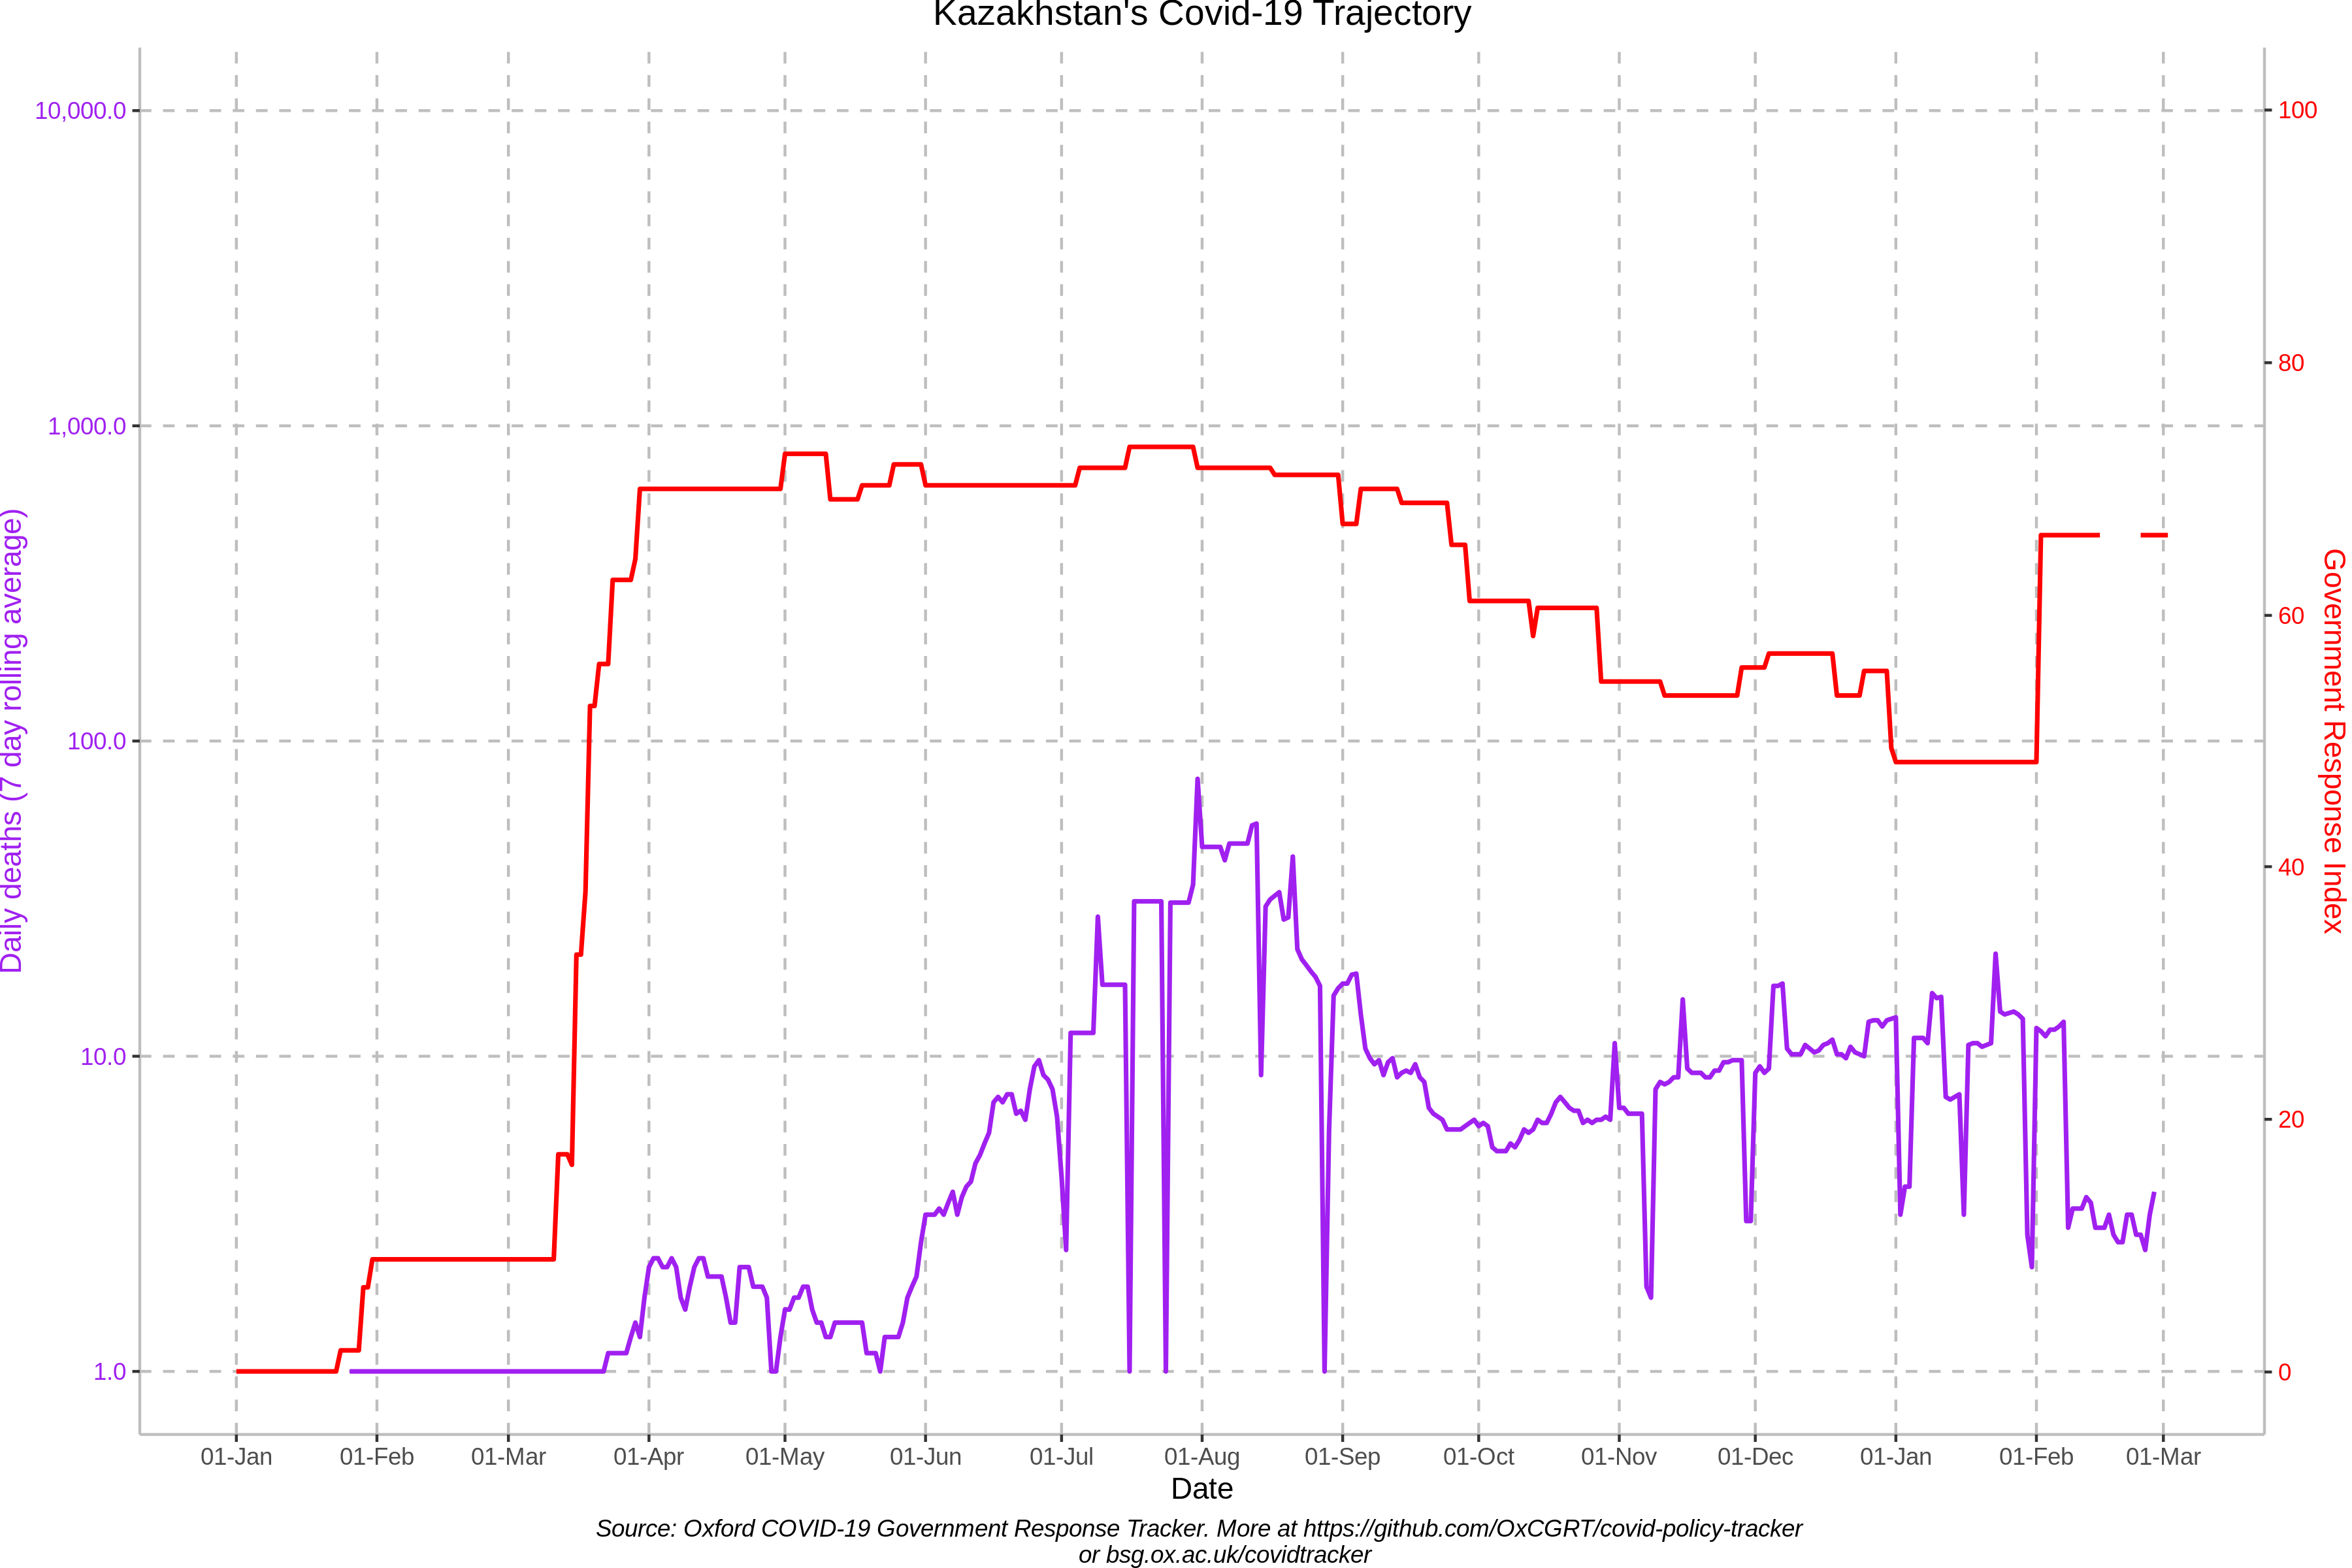 Kazakhstan's Covid-19 Trajectory
10,000.0
1,000.0
100.0
10.0
1.0
Daily deaths (7 day rolling average)
100
80
60
40
20
0
Government Response Index
01-Jan 01-Feb 01-Mar 01-Apr 01-May 01-Jun 01-Jul 01-Aug 01-Sep 01-Oct 01-Nov 01-Dec 01-Jan 01-Feb 01-Mar
Date
Source: Oxford COVID-19 Government Response Tracker. More at https://github.com/OxCGRT/covid-policy-tracker
or bsg.ox.ac.uk/covidtracker